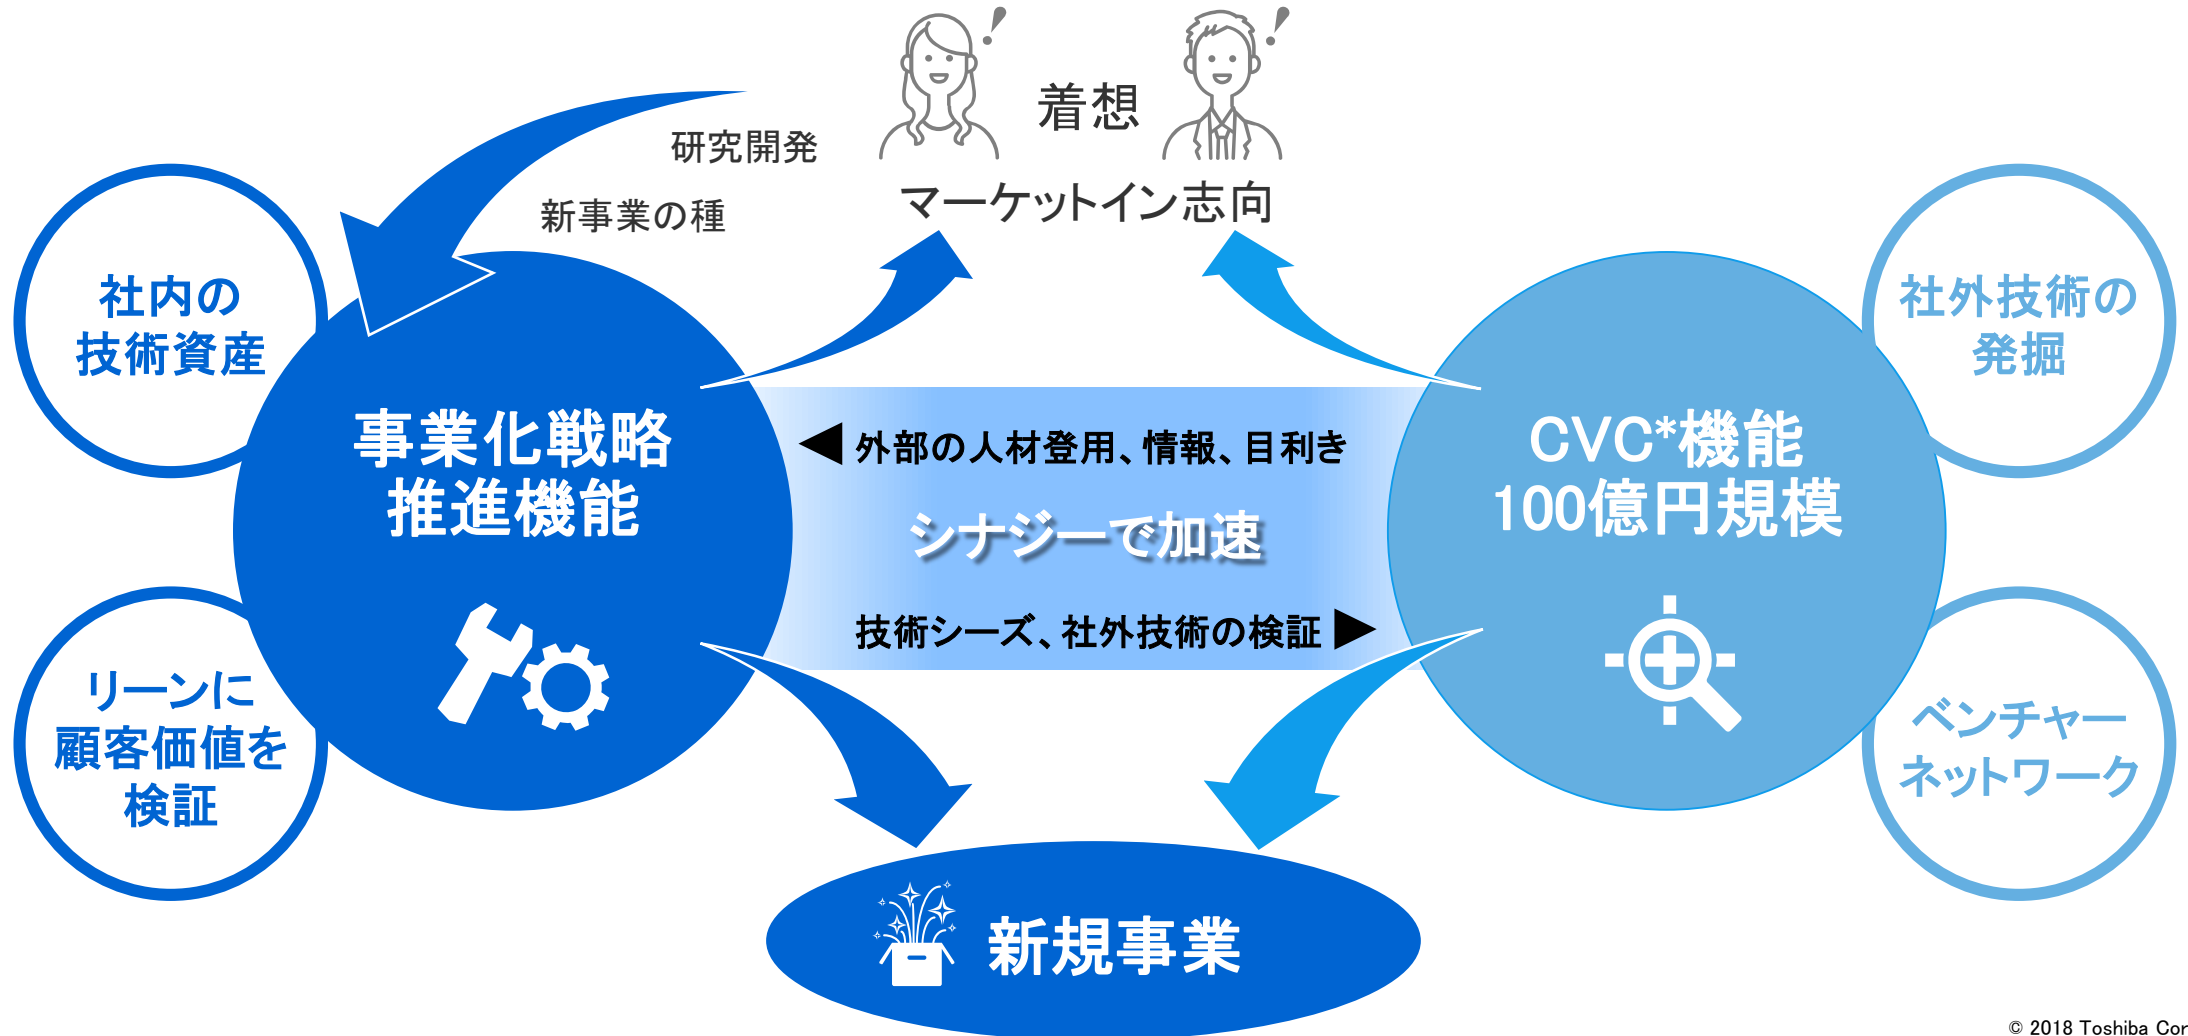 着想
研究開発
マーケットイン志向
新事業の種
社内の
技術資産
事業化戦略
推進機能
リーンに
顧客価値を
検証
◀ 外部の人材登用、情報、目利き
シナジーで加速
技術シーズ、社外技術の検証 ▶
CVC*機能
100億円規模
社外技術の
発掘
ベンチャー
ネットワーク
新規事業
© 2018 Toshiba Cor